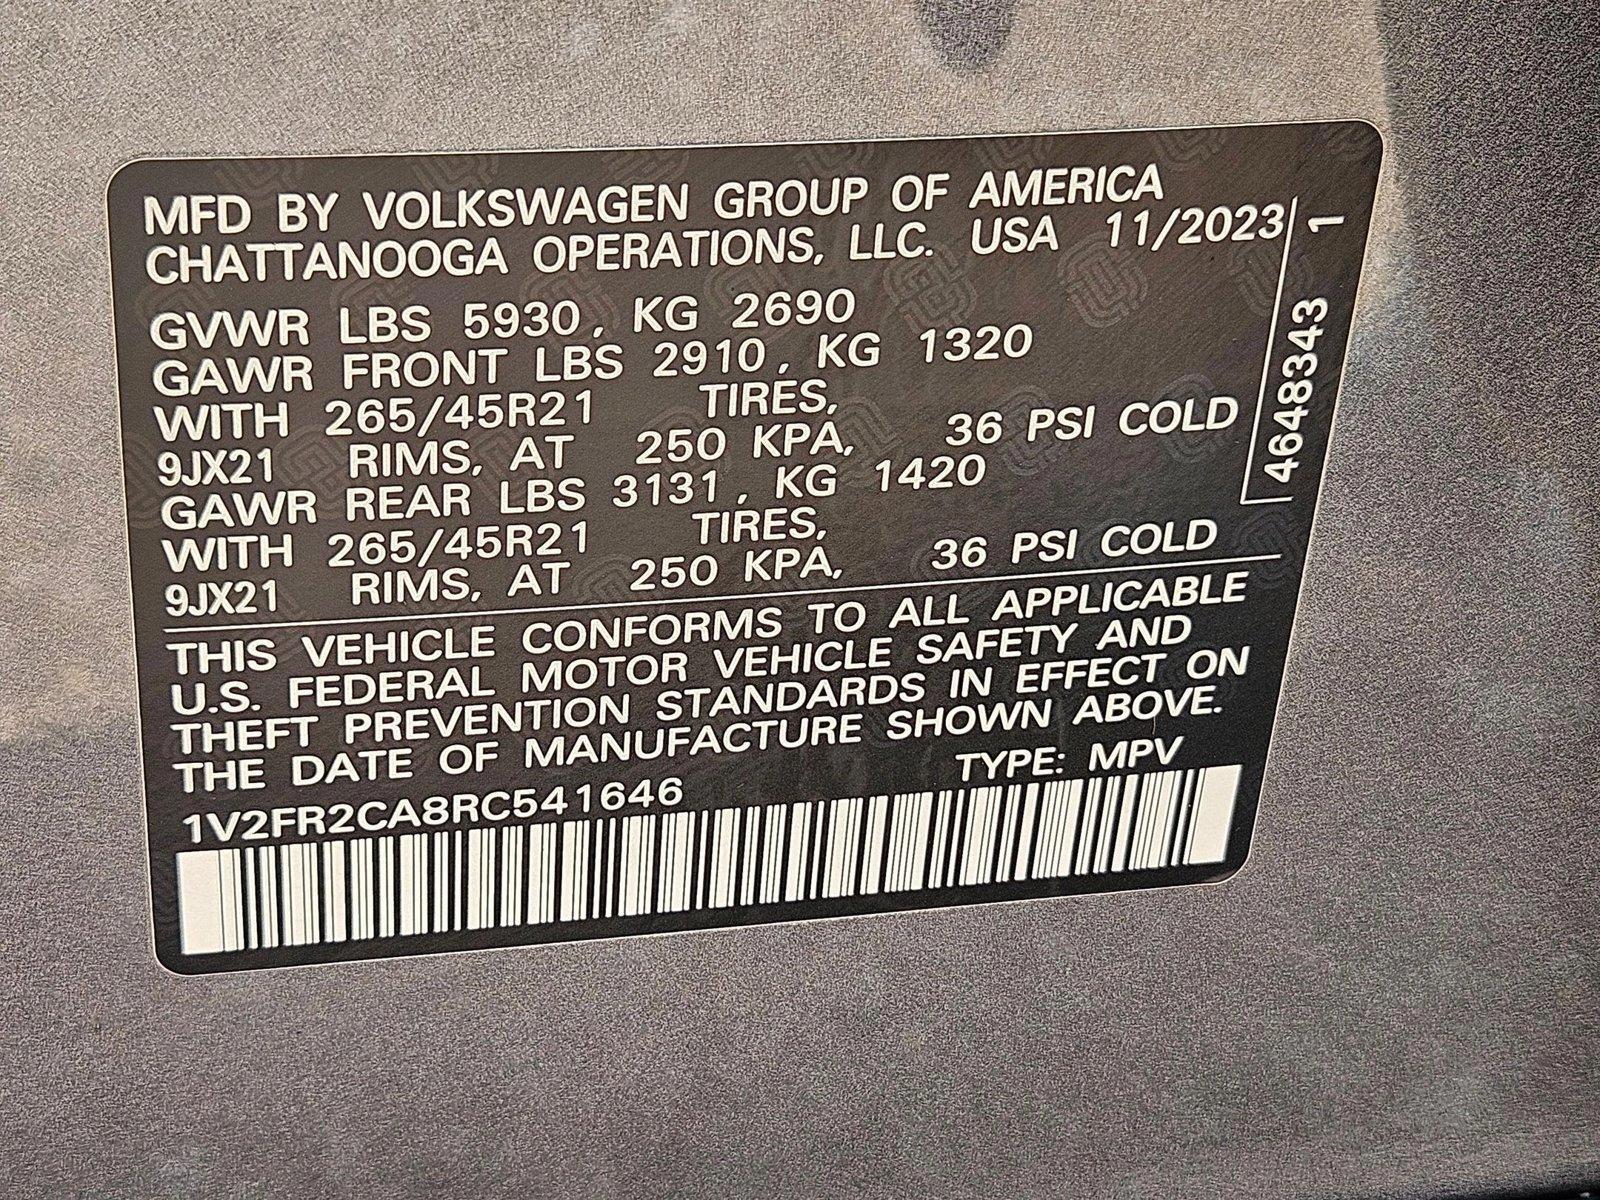 MFD BY VOLKSWAGEN GROUP OF AMERICA
CHATTANOOGA OPERATIONS, LLC. USA 11/2023
GVWR LBS 5930, KG 2690
GAWR FRONT LBS 2910, KG 1320
WITH 265/45R21 TIRES,
9JX21 RIMS, AT 250 KPA, 36 PSI COLD
GAWR REAR LBS 3131, KG 1420
WITH 265/45R21 TIRES,
9JX21 RIMS, AT 250 KPA, 36 PSI COLD
4648343 1
THIS VEHICLE CONFORMS TO ALL APPLICABLE
U.S. FEDERAL MOTOR VEHICLE SAFETY AND
THEFT PREVENTION STANDARDS IN EFFECT ON
THE DATE OF MANUFACTURE SHOWN ABOVE.
1V2FR2CA8RC541646 TYPE: MPV